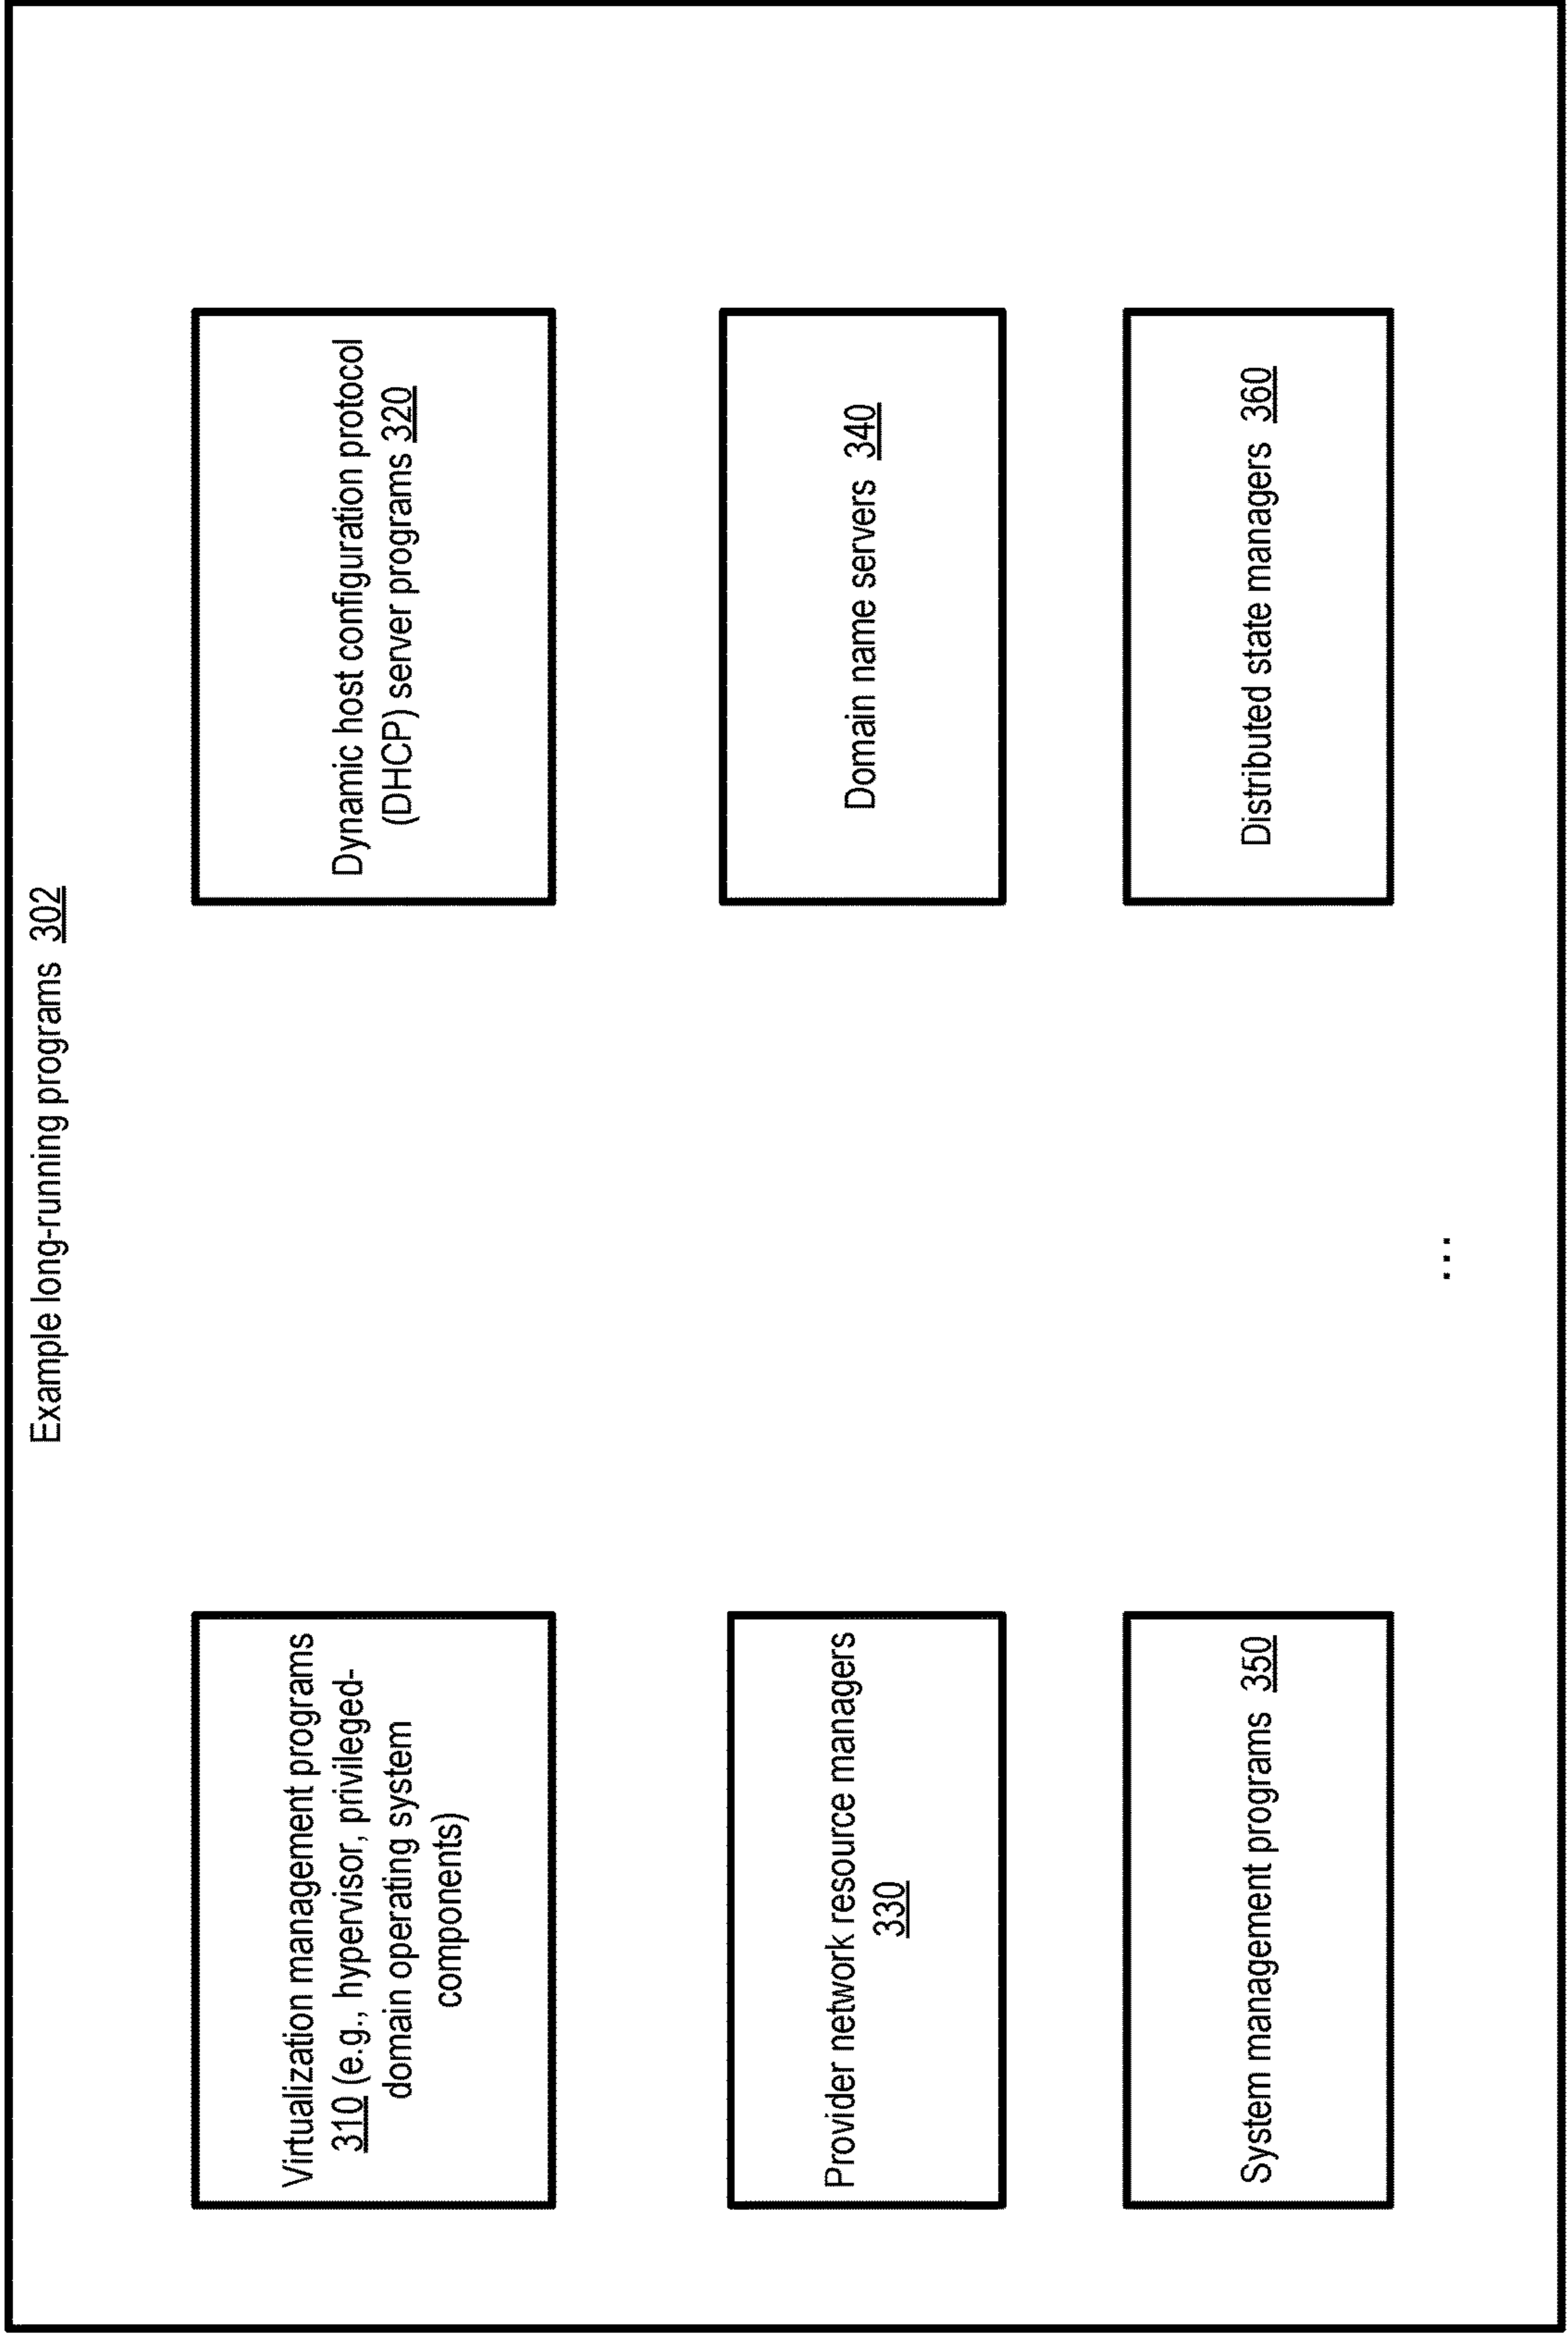 Example long-running programs 302
Virtualization management programs
310 (e.g., hypervisor, privileged-
domain operating system
components)
Dynamic host configuration protocol
(DHCP) server programs 320
Provider network resource managers
330
Domain name servers 340
System management programs 350
Distributed state managers 360
...